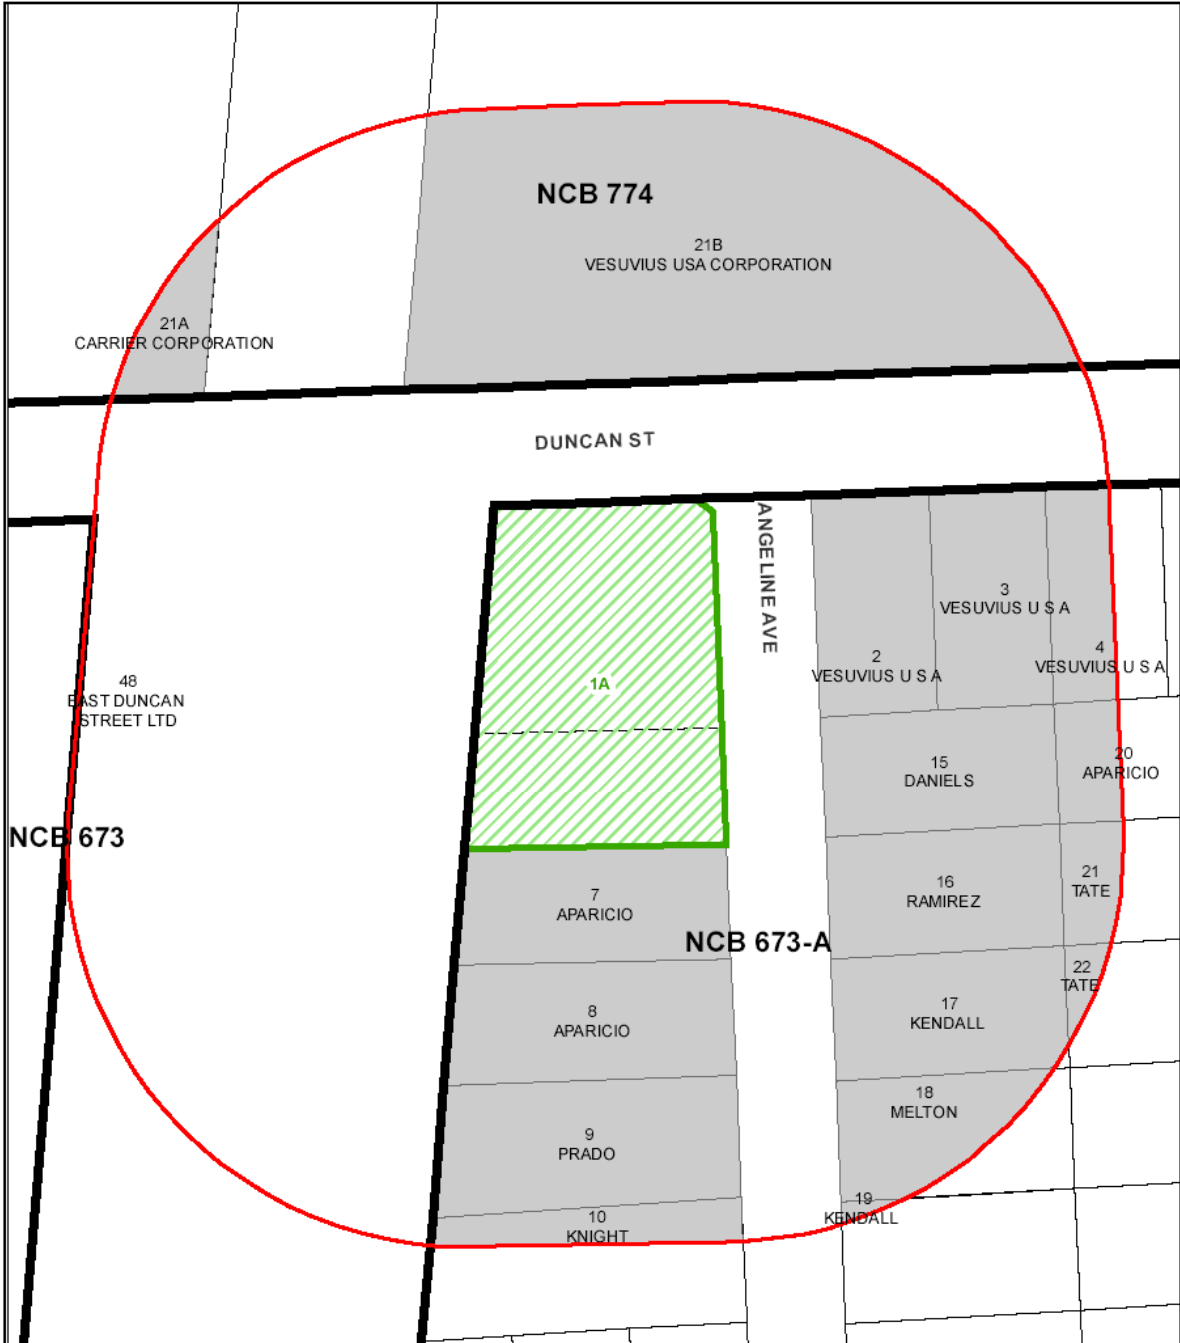 NCB 774
21B
VESUVIUS USA CORPORATION
21A
CARRIER CORPORATION
DUNCAN ST
ANGELINE AVE
3
VESUVIUS U S A
2
VESUVIUS U S A
4
VESUVIUS U S A
48
EAST DUNCAN
STREET LTD
1A
15
DANIELS
20
APARICIO
NCB 673
7
APARICIO
16
RAMIREZ
21
TATE
NCB 673-A
22
TATE
8
APARICIO
17
KENDALL
18
MELTON
9
PRADO
19
KENDALL
10
KNIGHT